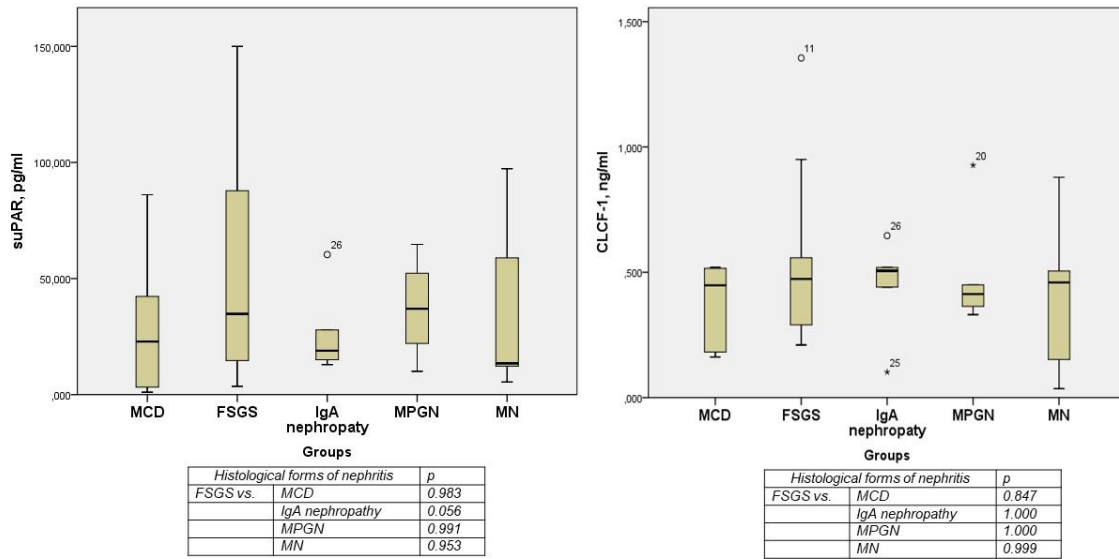 suPAR, pg/ml
150,000
100,000
50,000
,000
26
MCD FSGS IgA nephropaty MPGN MN
Groups
Histological forms of nephritis p
FSGS vs. MCD 0.983
IgA nephropathy 0.056
MPGN 0.991
MN 0.953
CLCF-1, ng/ml
1,500
1,000
,500
,000
11
26
25
20
MCD FSGS IgA nephropaty MPGN MN
Groups
Histological forms of nephritis p
FSGS vs. MCD 0.847
IgA nephropathy 1.000
MPGN 1.000
MN 0.999